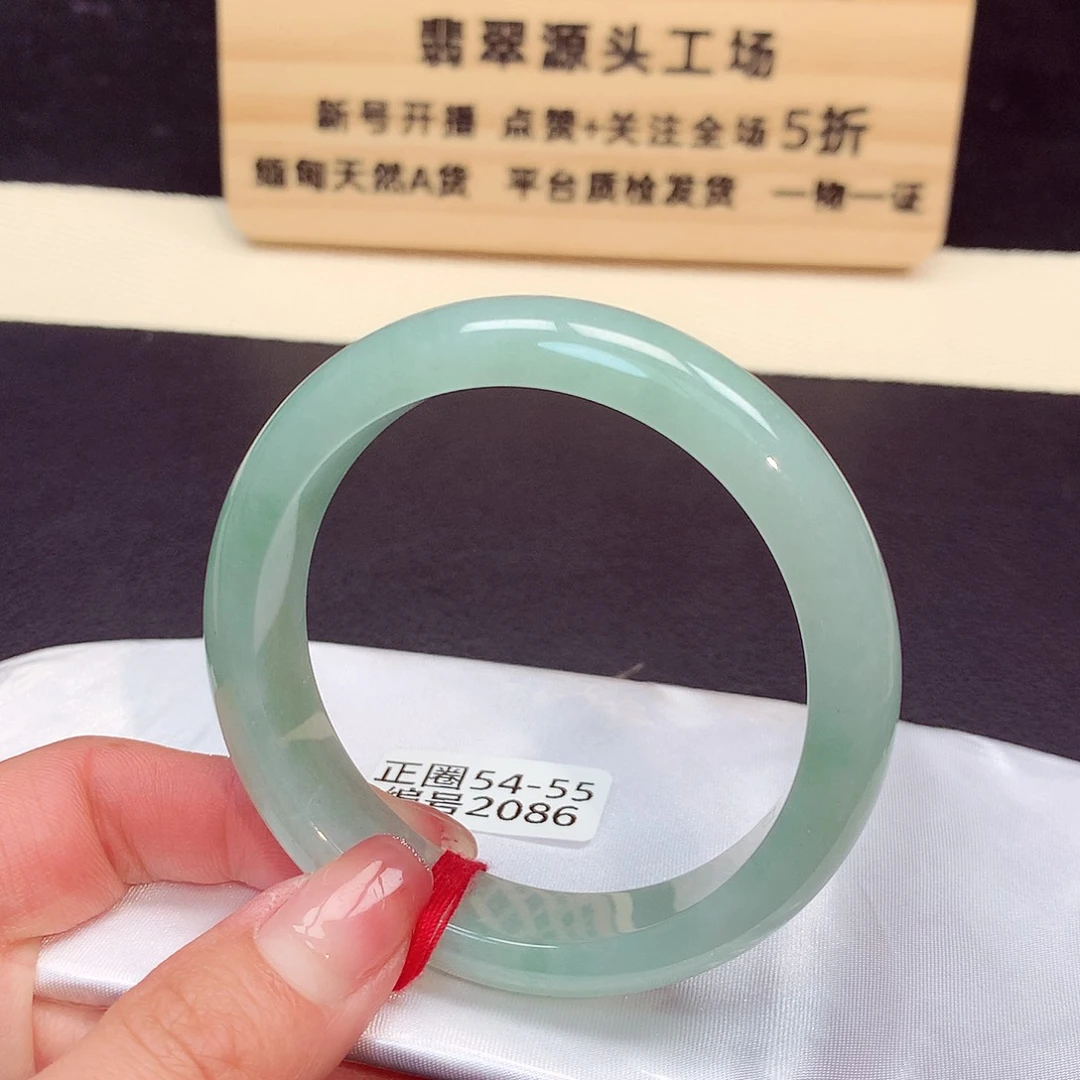 翡翠源头工场
新号开播 点赞+关注全场5折
缅甸天然A货 平台质检发货 一物一证
正圈54-55
编号2086